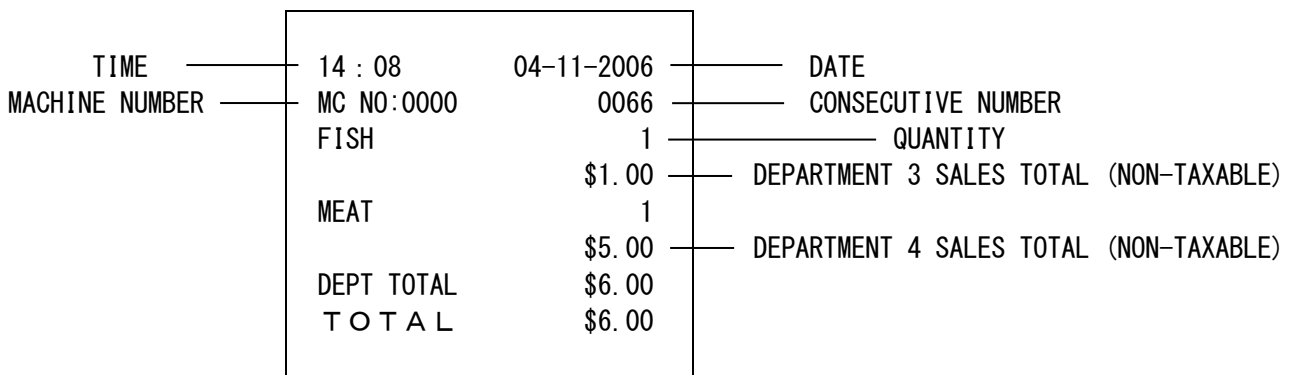 TIME 14 : 08 04-11-2006 DATE
MACHINE NUMBER MC NO:0000 0066 CONSECUTIVE NUMBER
FISH 1 QUANTITY
$1.00 DEPARTMENT 3 SALES TOTAL (NON-TAXABLE)
MEAT 1
$5.00 DEPARTMENT 4 SALES TOTAL (NON-TAXABLE)
DEPT TOTAL $6.00
TOTAL $6.00